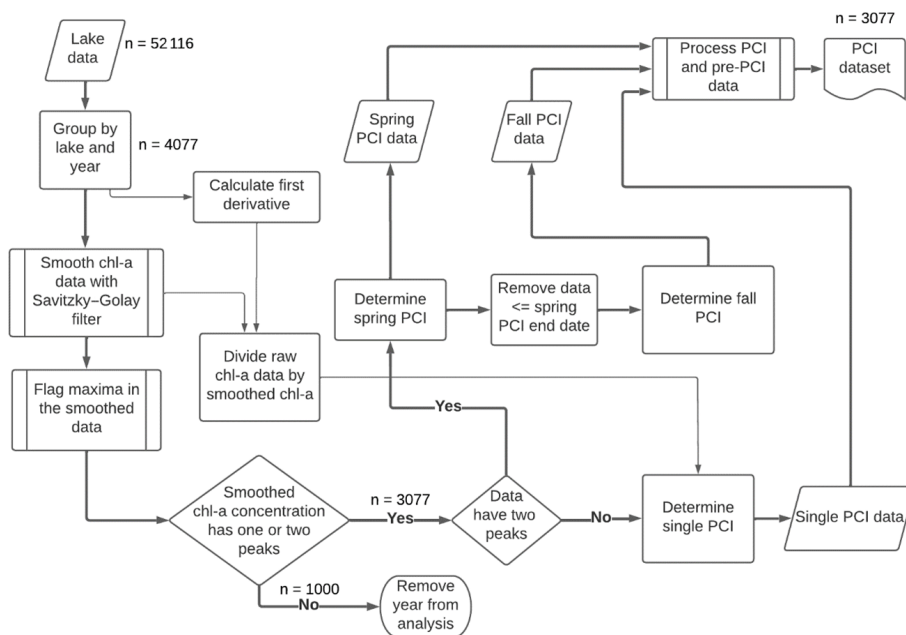 Lake
data
n = 52 116
Group by
lake and
year
n = 4077
Calculate first
derivative
Smooth chl-a
data with
Savitzky–Golay
filter
Divide raw
chl-a data by
smoothed chl-a
Flag maxima in
the smoothed
data
Smoothed
chl-a concentration
has one or two
peaks
n = 3077
Yes
n = 1000
No
Remove
year from
analysis
Data
have two
peaks
Yes
No
Determine
single PCI
Single PCI data
Determine
spring PCI
Remove data
<= spring
PCI end date
Determine fall
PCI
Spring
PCI data
Fall PCI
data
Process PCI
and pre-PCI
data
n = 3077
PCI
dataset